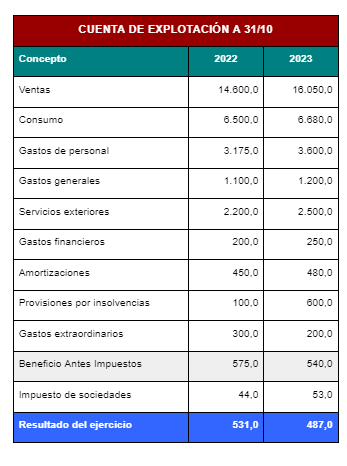 CUENTA DE EXPLOTACIÓN A 31/10
Concepto 2022 2023
Ventas 14.600,0 16.050,0
Consumo 6.500,0 6.680,0
Gastos de personal 3.175,0 3.600,0
Gastos generales 1.100,0 1.200,0
Servicios exteriores 2.200,0 2.500,0
Gastos financieros 200,0 250,0
Amortizaciones 450,0 480,0
Provisiones por insolvencias 100,0 600,0
Gastos extraordinarios 300,0 200,0
Beneficio Antes Impuestos 575,0 540,0
Impuesto de sociedades 44,0 53,0
Resultado del ejercicio 531,0 487,0